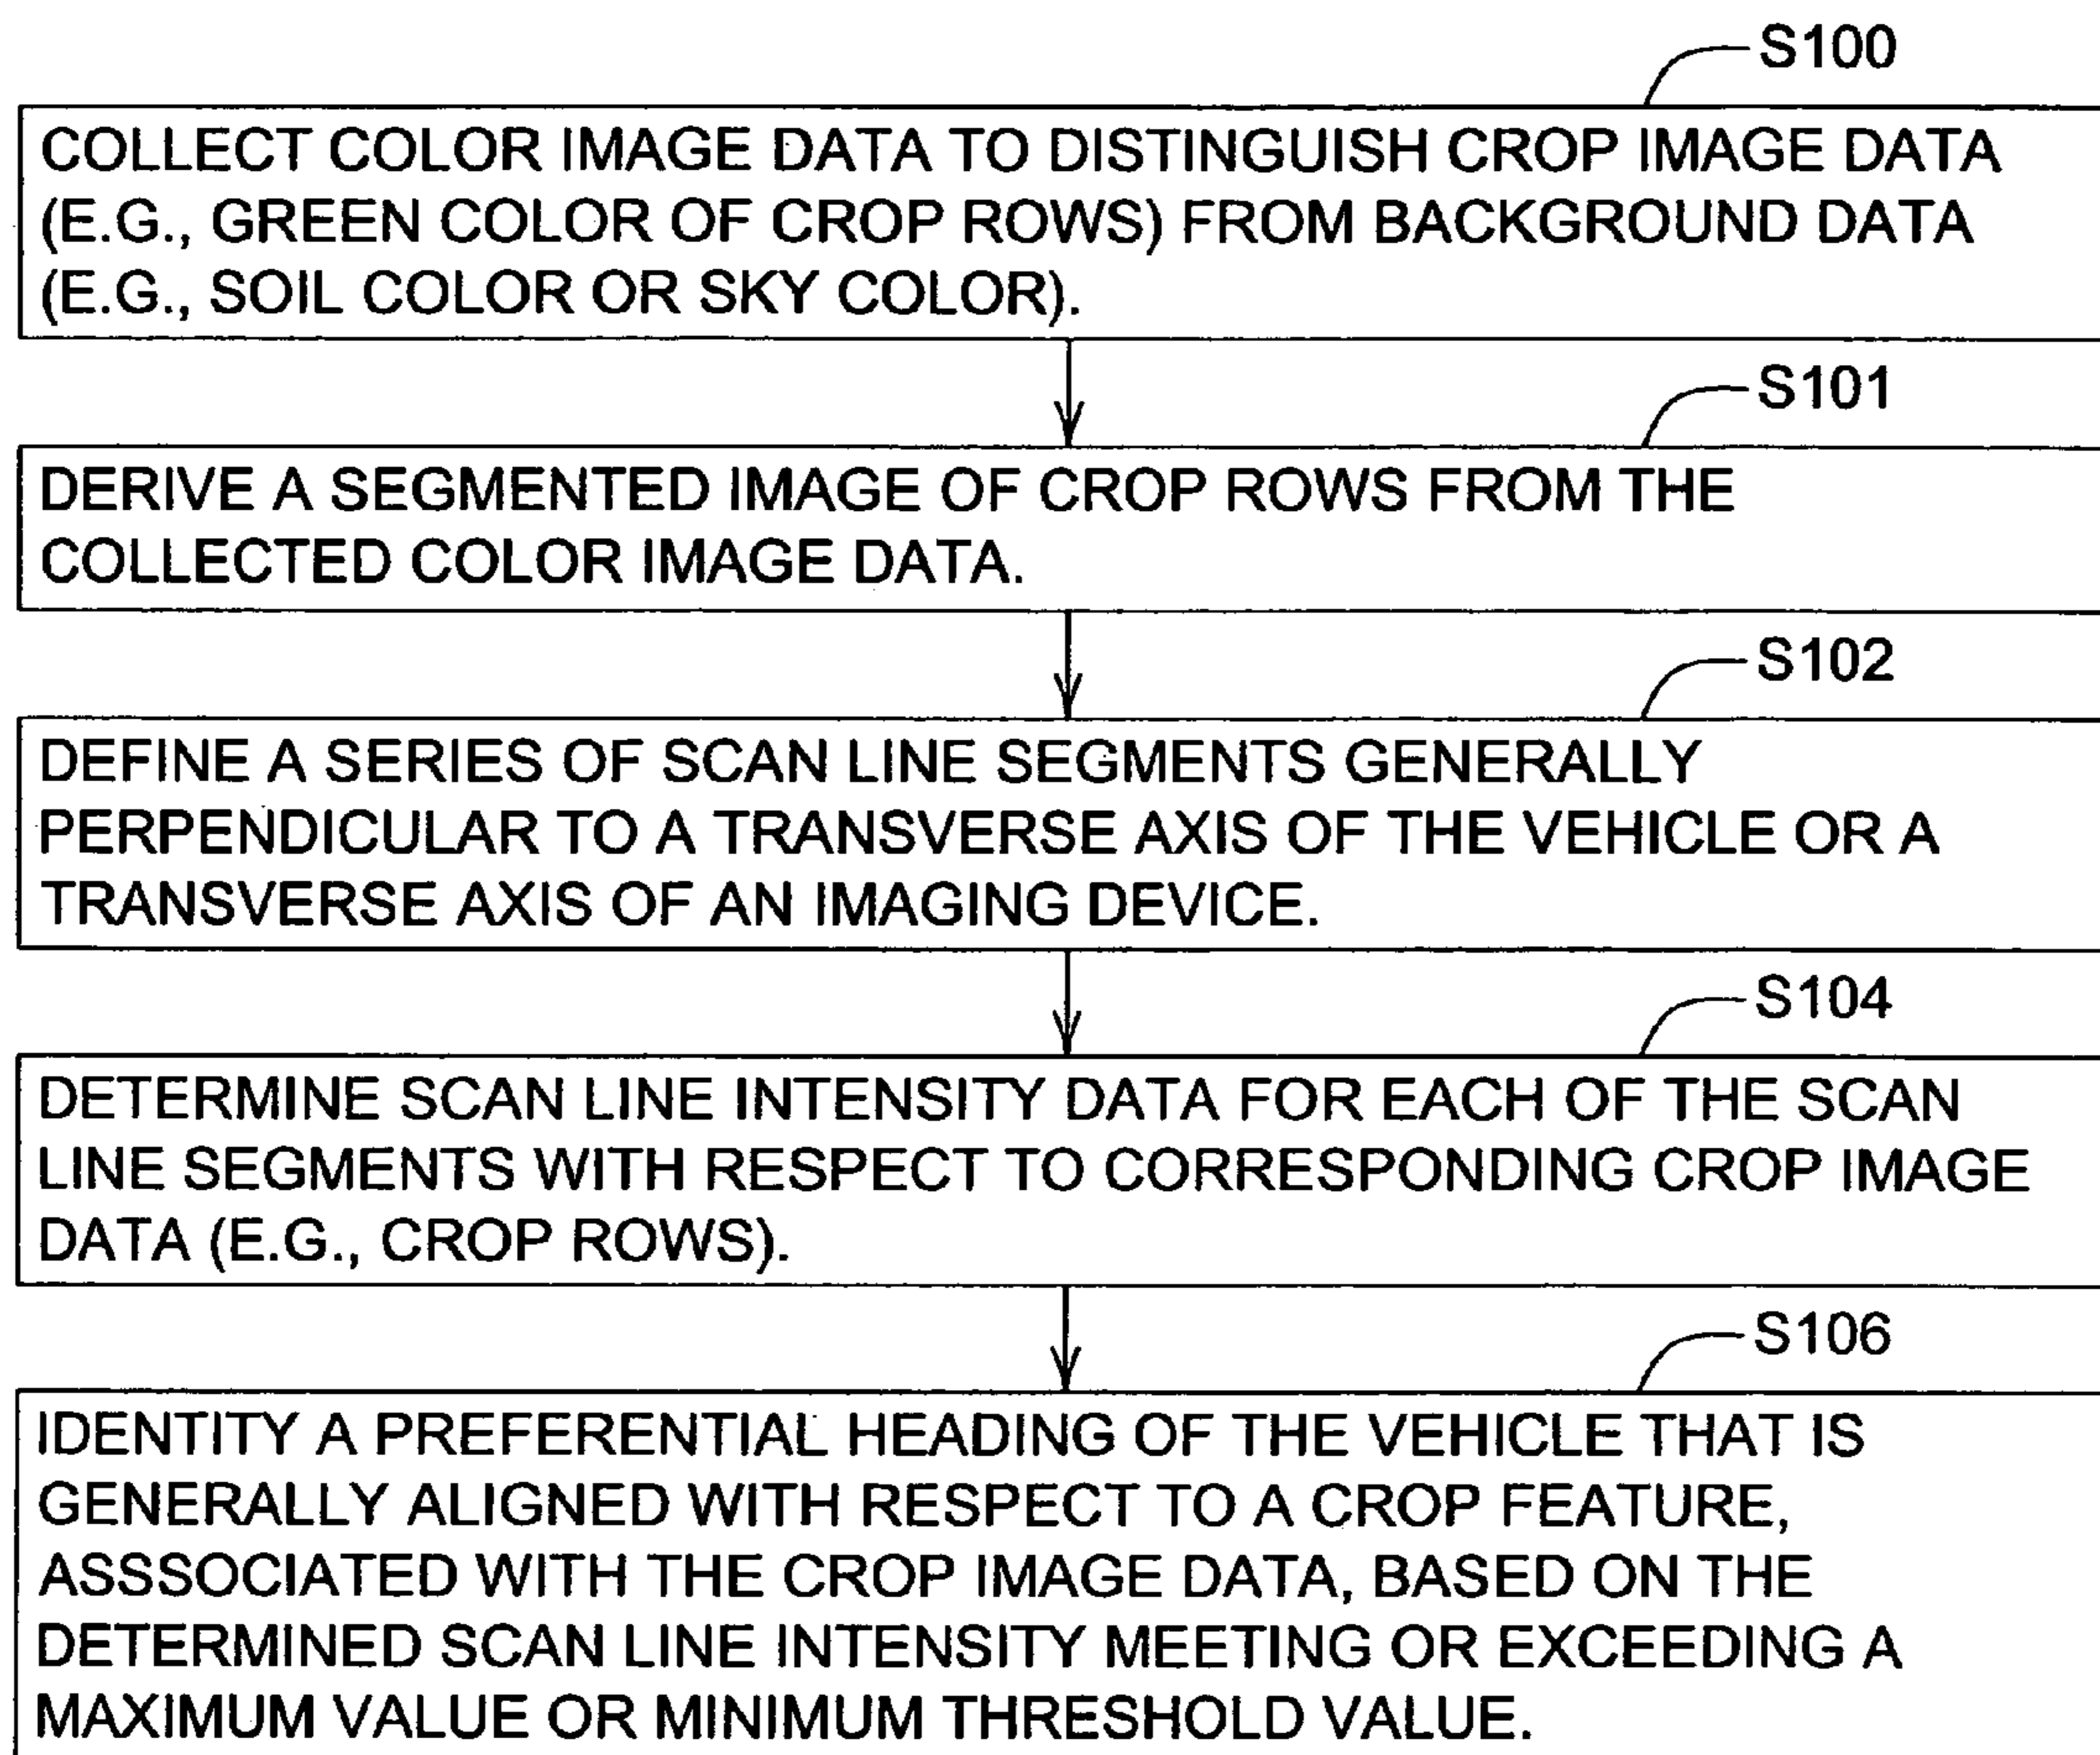 S100
COLLECT COLOR IMAGE DATA TO DISTINGUISH CROP IMAGE DATA
(E.G., GREEN COLOR OF CROP ROWS) FROM BACKGROUND DATA
(E.G., SOIL COLOR OR SKY COLOR).
S101
DERIVE A SEGMENTED IMAGE OF CROP ROWS FROM THE
COLLECTED COLOR IMAGE DATA.
S102
DEFINE A SERIES OF SCAN LINE SEGMENTS GENERALLY
PERPENDICULAR TO A TRANSVERSE AXIS OF THE VEHICLE OR A
TRANSVERSE AXIS OF AN IMAGING DEVICE.
S104
DETERMINE SCAN LINE INTENSITY DATA FOR EACH OF THE SCAN
LINE SEGMENTS WITH RESPECT TO CORRESPONDING CROP IMAGE
DATA (E.G., CROP ROWS).
S106
IDENTITY A PREFERENTIAL HEADING OF THE VEHICLE THAT IS
GENERALLY ALIGNED WITH RESPECT TO A CROP FEATURE,
ASSSOCIATED WITH THE CROP IMAGE DATA, BASED ON THE
DETERMINED SCAN LINE INTENSITY MEETING OR EXCEEDING A
MAXIMUM VALUE OR MINIMUM THRESHOLD VALUE.